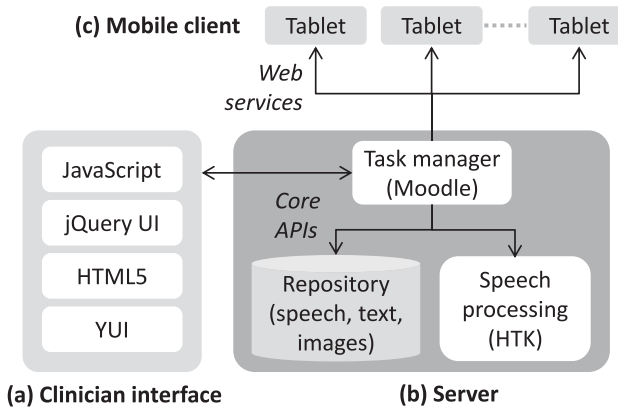 (c) Mobile client
Tablet
Tablet
Tablet
Web
services
JavaScript
jQuery UI
HTML5
YUI
Task manager
(Moodle)
Core
APIs
Repository
(speech, text,
images)
Speech
processing
(HTK)
(a) Clinician interface
(b) Server